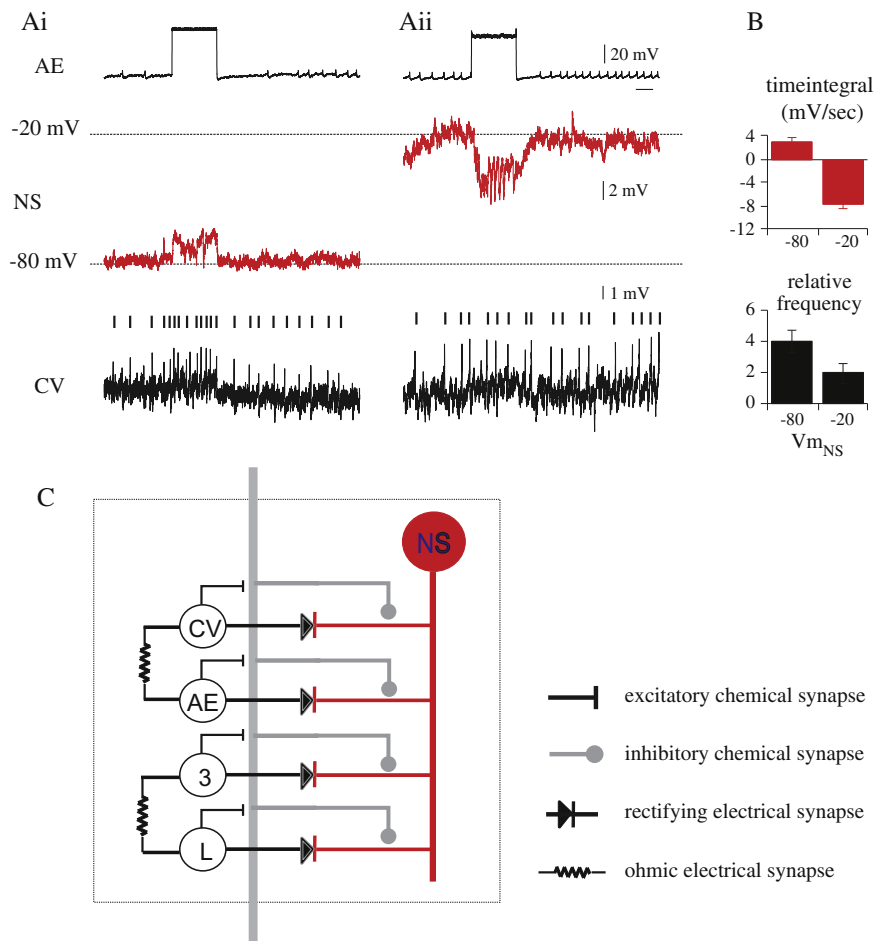 Ai
Aii
B
AE
20 mV
timeintegral
(mV/sec)
-20 mV
4
0
-4
-8
-12
-80
-20
2 mV
NS
-80 mV
1 mV
relative
frequency
6
4
2
0
-80
-20
Vm NS
CV
C
NS
CV
AE
3
L
excitatory chemical synapse
inhibitory chemical synapse
rectifying electrical synapse
ohmic electrical synapse